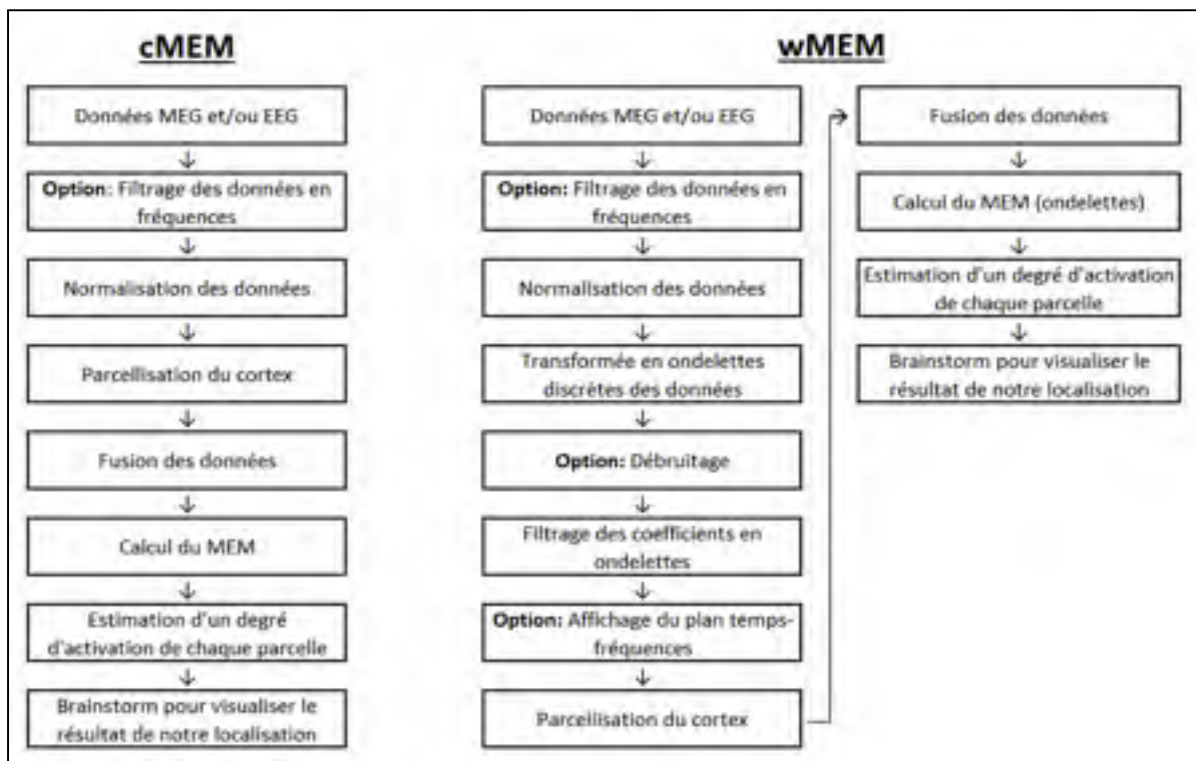 cMEM
Données MEG et/ou EEG
Option: Filtrage des données en
fréquences
Normalisation des données
Parcellisation du cortex
Fusion des données
Calcul du MEM
Estimation d'un degré
d'activation de chaque parcelle
Brainstorm pour visualiser le
résultat de notre localisation
wMEM
Données MEG et/ou EEG
Option: Filtrage des données en
fréquences
Normalisation des données
Transformée en ondelettes
discrètes des données
Option: Débruitage
Filtrage des coefficients en
ondelettes
Option: Affichage du plan temps-
fréquences
Parcellisation du cortex
Fusion des données
Calcul du MEM (ondelettes)
Estimation d'un degré d'activation
de chaque parcelle
Brainstorm pour visualiser le
résultat de notre localisation